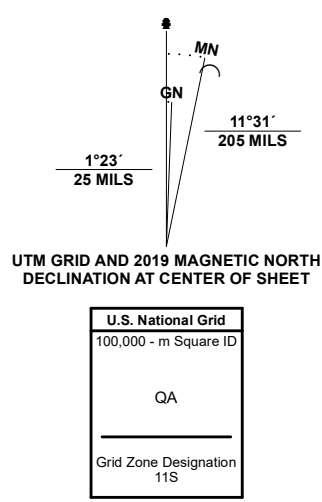 MN
GN
11°31´
205 MILS
1°23´
25 MILS
UTM GRID AND 2019 MAGNETIC NORTH
DECLINATION AT CENTER OF SHEET
U.S. National Grid
100,000 - m Square ID
QA
Grid Zone Designation
11S